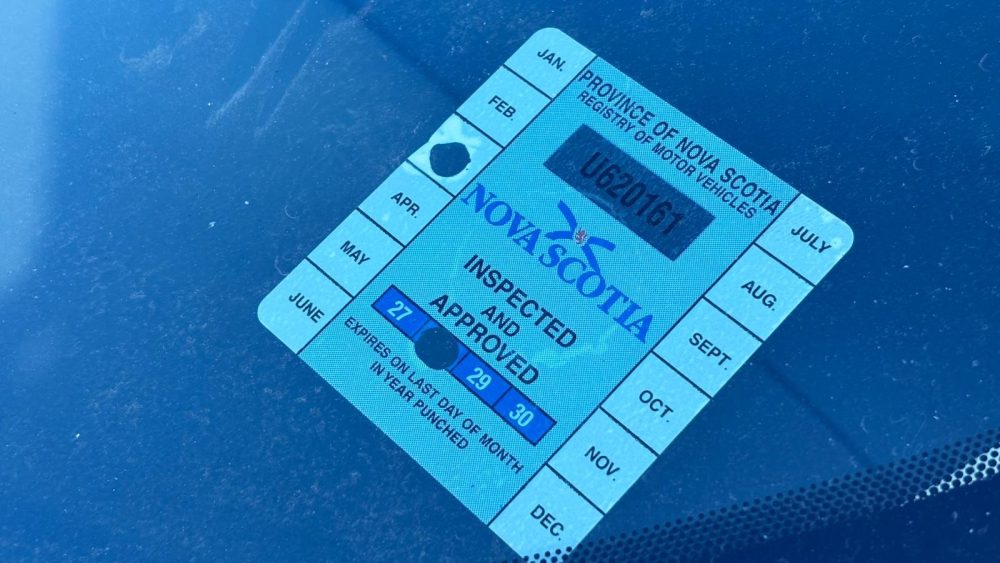 JAN.
FEB.
APR.
MAY
JUNE
PROVINCE OF NOVA SCOTIA
REGISTRY OF MOTOR VEHICLES
U620161
NOVA SCOTIA
INSPECTED
AND
APPROVED
27 29 30
EXPIRES ON LAST DAY OF MONTH
IN YEAR PUNCHED
JULY
AUG.
SEPT.
OCT
NOV.
DEC.